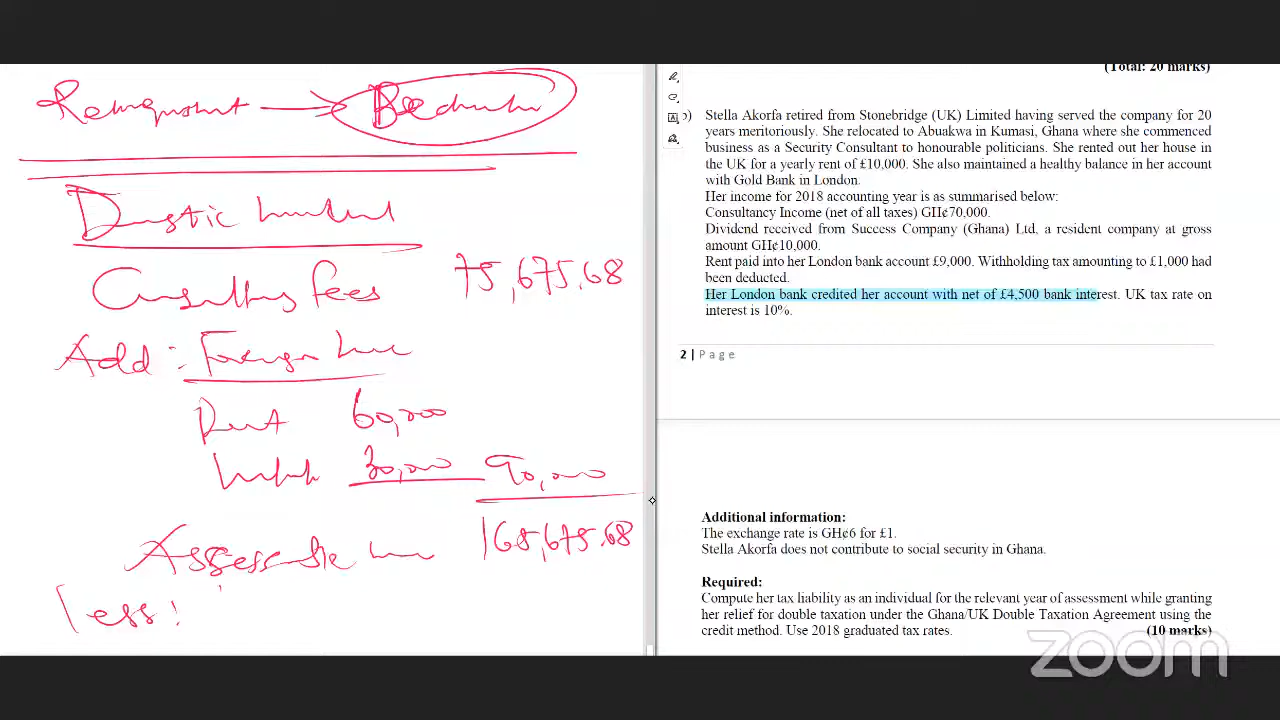 Domestic
Consulting fees 75,675.68
Add: Foreign Inc
Rent 60,000
30,000 90,000
Assessable Inc 165,675.68
less:
(Total: 20 marks)
Stella Akorfa retired from Stonebridge (UK) Limited having served the company for 20
years meritoriously. She relocated to Abuakwa in Kumasi, Ghana where she commenced
business as a Security Consultant to honourable politicians. She rented out her house in
the UK for a yearly rent of £10,000. She also maintained a healthy balance in her account
with Gold Bank in London.
Her income for 2018 accounting year is as summarised below:
Consultancy Income (net of all taxes) GH¢70,000.
Dividend received from Success Company (Ghana) Ltd, a resident company at gross
amount GH¢10,000.
Rent paid into her London bank account £9,000. Withholding tax amounting to £1,000 had
been deducted.
Her London bank credited her account with net of £4,500 bank interest. UK tax rate on
interest is 10%.
2 | Page
Additional information:
The exchange rate is GH¢6 for £1.
Stella Akorfa does not contribute to social security in Ghana.
Required:
Compute her tax liability as an individual for the relevant year of assessment while granting
her relief for double taxation under the Ghana/UK Double Taxation Agreement using the
credit method. Use 2018 graduated tax rates. (10 marks)
zoom